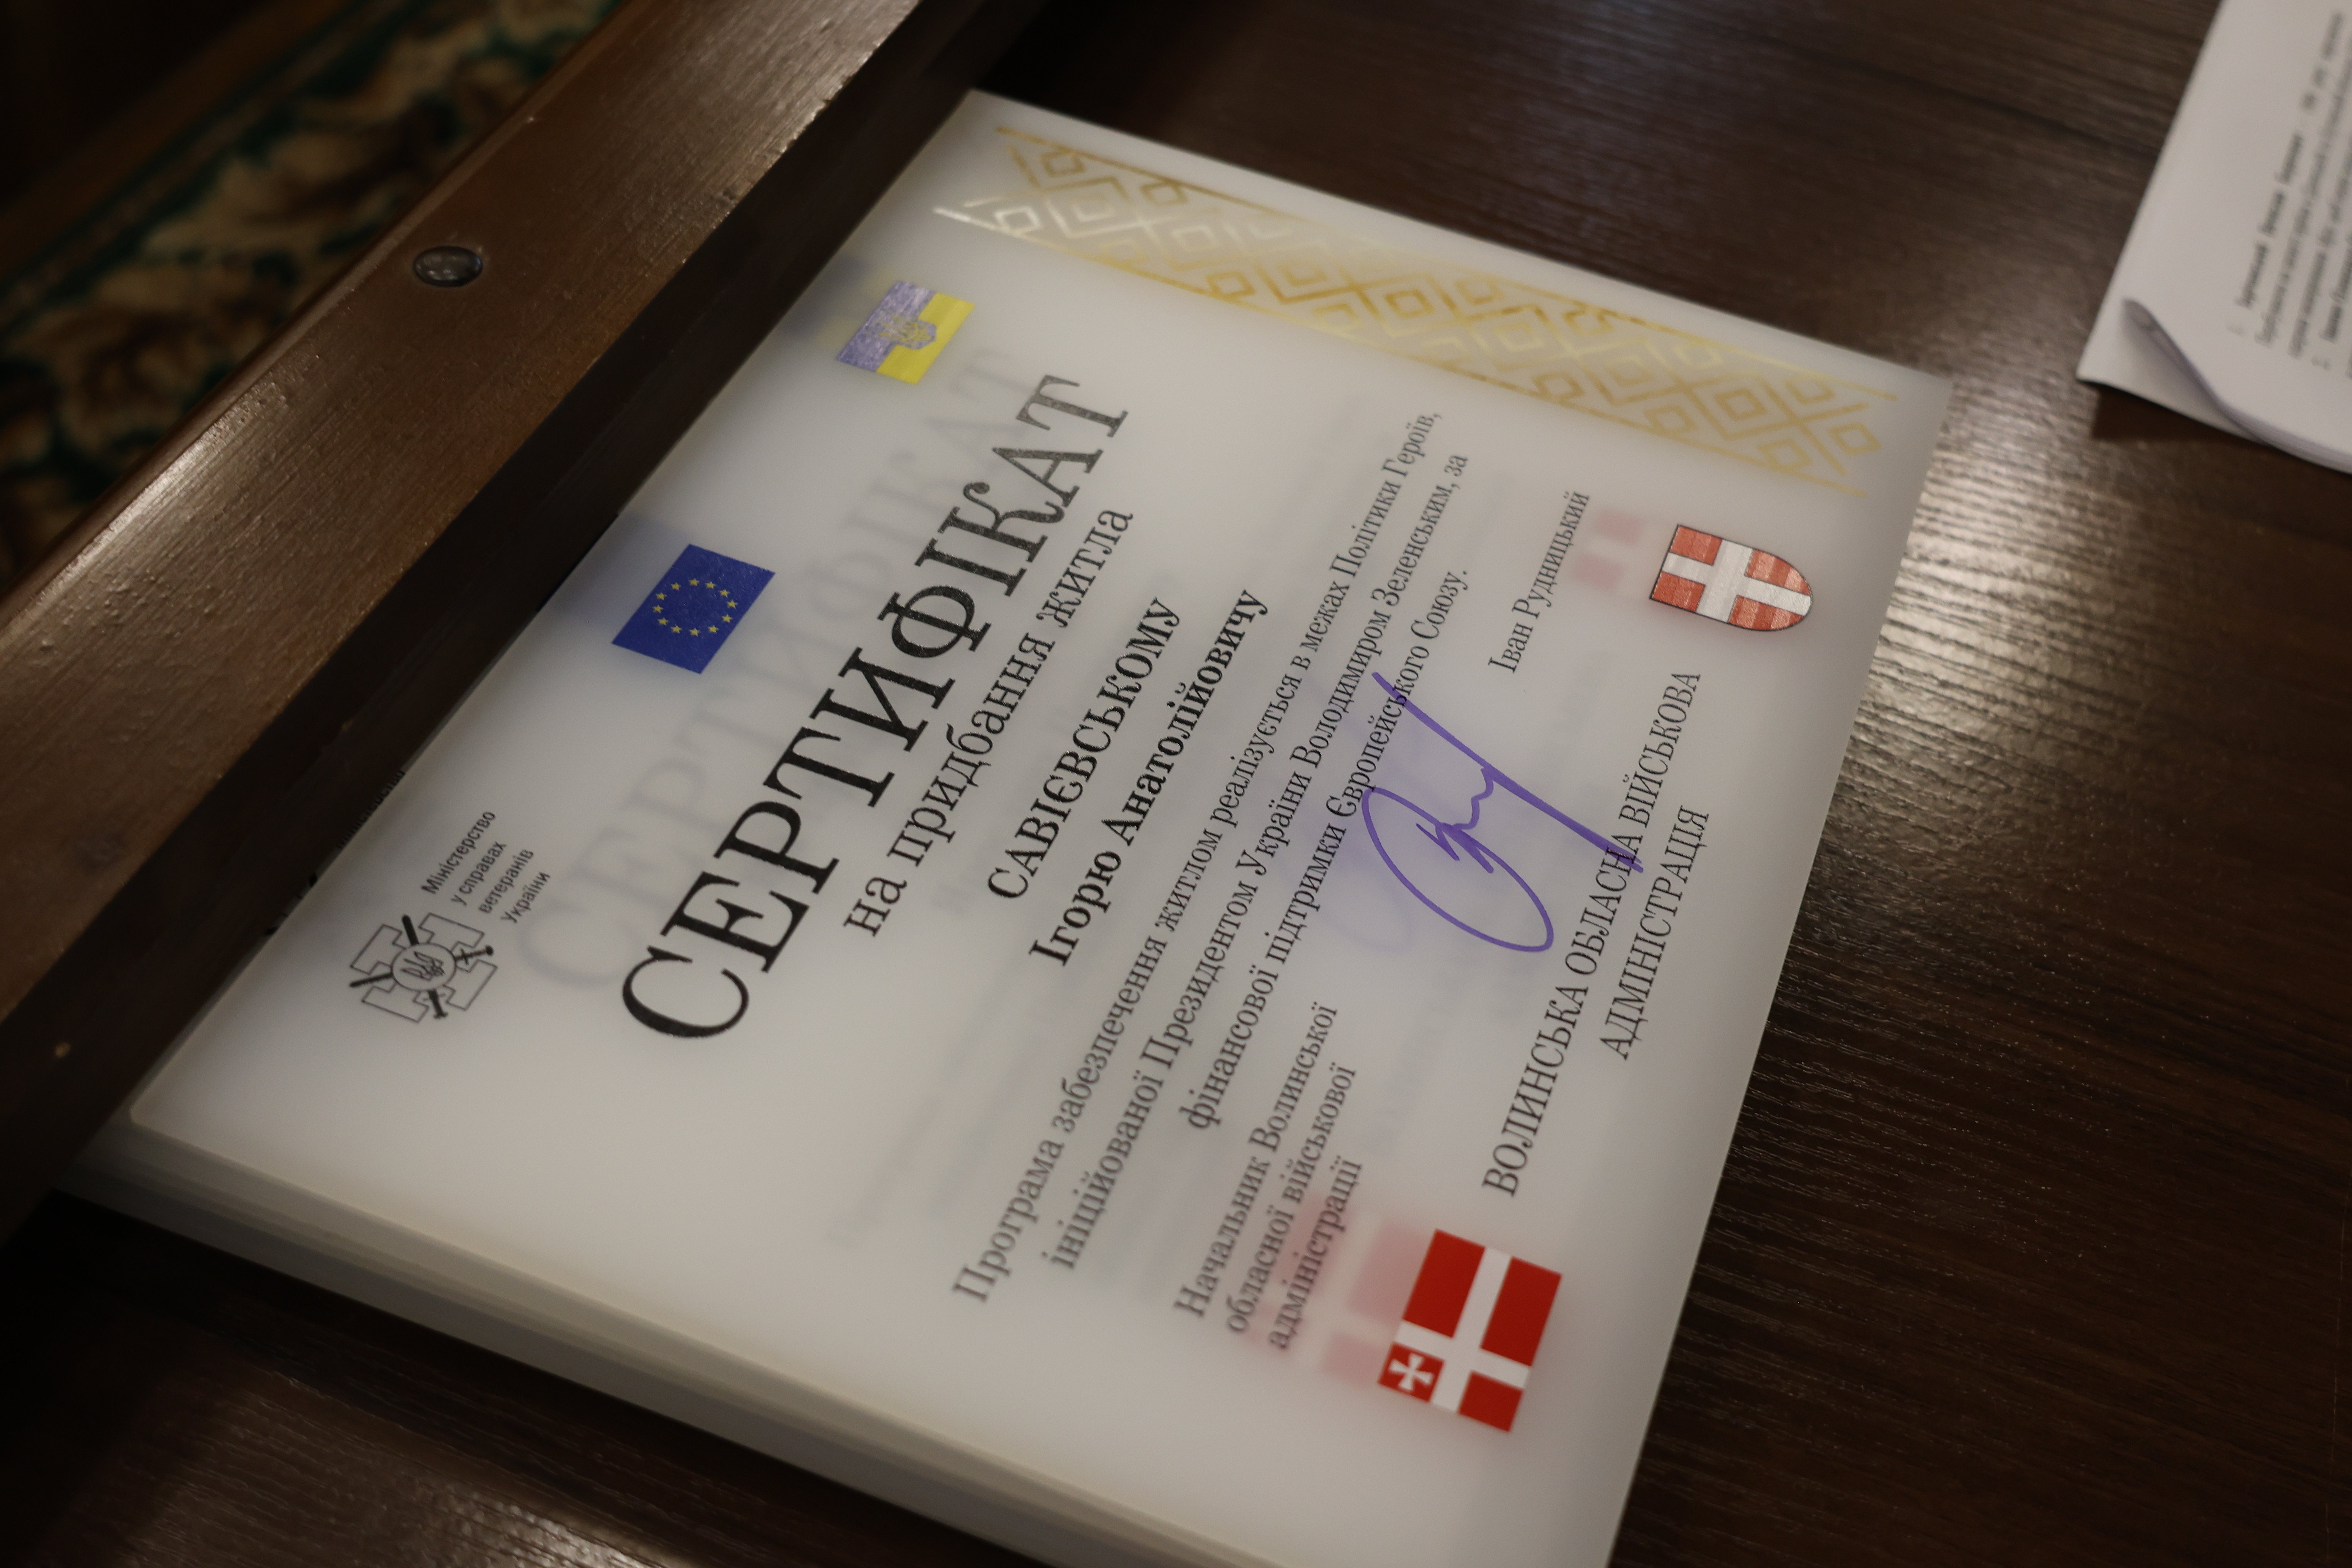 Міністерство
у справах
ветеранів
України
СЕРТИФІКАТ
на придбання житла
САВІЄВСЬКОМУ
Ігорю Анатолійовичу
Програма забезпечення житлом реалізується в межах Політики Героїв,
ініційованої Президентом України Володимиром Зеленським, за
фінансової підтримки Європейського Союзу.
Начальник Волинської
обласної військової
адміністрації
Іван Рудницький
ВОЛИНСЬКА ОБЛАСНА ВІЙСЬКОВА
АДМІНІСТРАЦІЯ